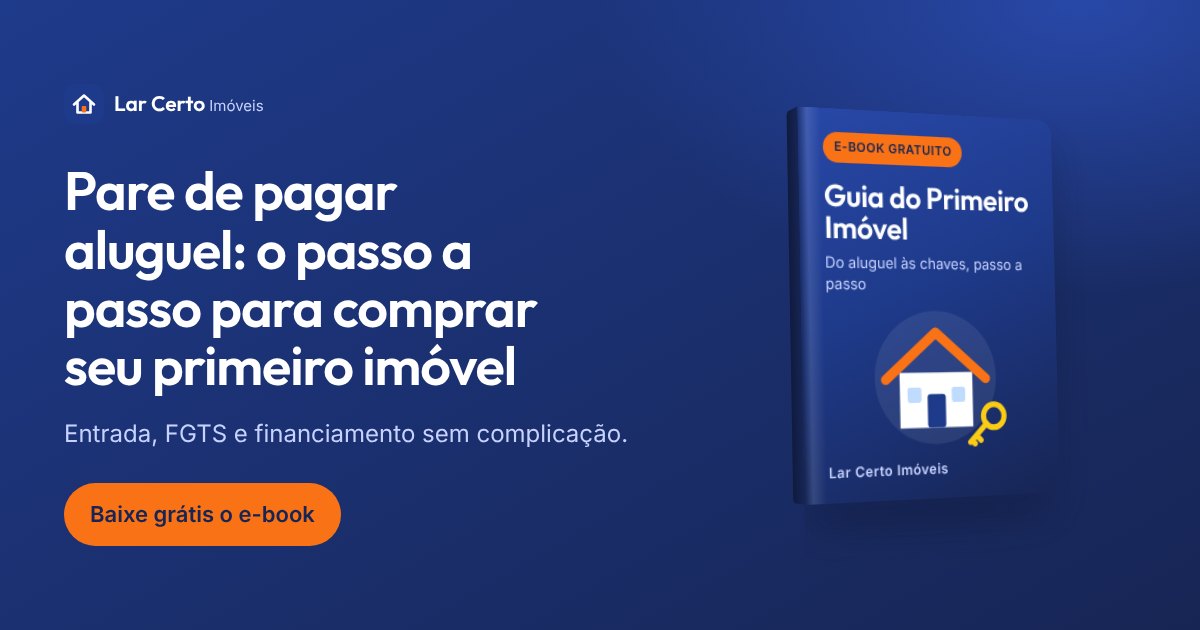 Lar Certo Imóveis
Pare de pagar
aluguel: o passo a
passo para comprar
seu primeiro imóvel
Entrada, FGTS e financiamento sem complicação.
Baixe grátis o e-book
E-BOOK GRATUITO
Guia do Primeiro
Imóvel
Do aluguel às chaves, passo a
passo
Lar Certo Imóveis